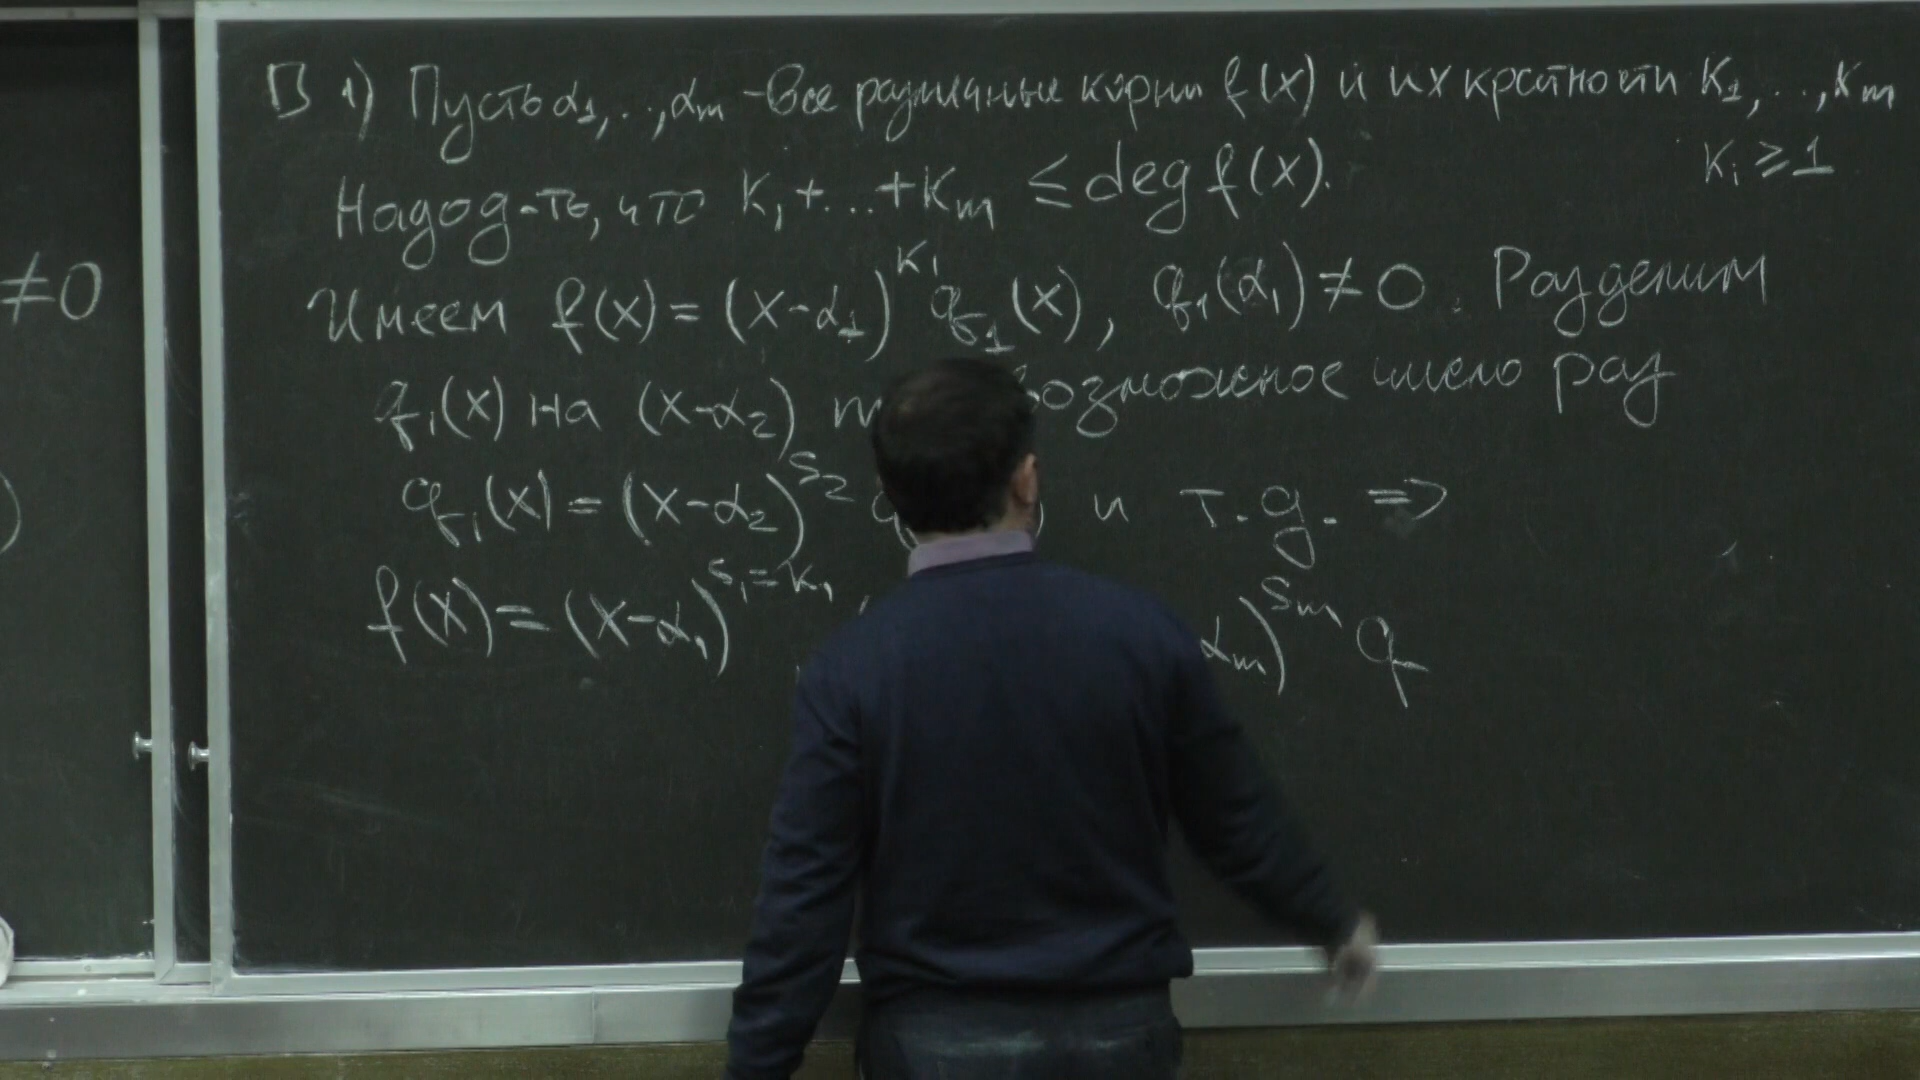 ≠0
)
1) Пусть α₁,..,αₘ - все различные корни f(x) и их кратности K₁,...,Kₘ
Kᵢ ≥ 1
Надо д-ть, что K₁+...+Kₘ ≤ deg f(x).
Имеем f(x) = (x-α₁)^K₁ q₁(x), q₁(α₁) ≠ 0. Разделим
q₁(x) на (x-α₂) возможное число раз
q₁(x) = (x-α₂)^S₂ q ) и т.д. =>
f(x) = (x-α₁)^S₁=K₁ αₘ)^Sₘ q